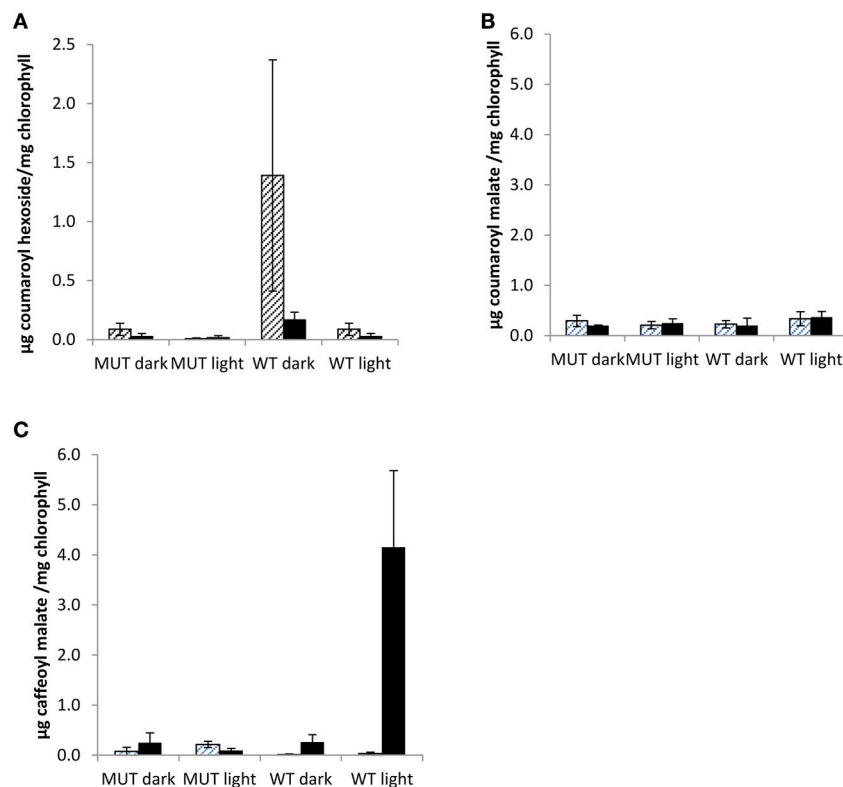 A
µg coumaroyl hexoside/mg chlorophyll
2.5
2.0
1.5
1.0
0.5
0.0
MUT dark MUT light WT dark WT light
B
µg coumaroyl malate /mg chlorophyll
6.0
5.0
4.0
3.0
2.0
1.0
0.0
MUT dark MUT light WT dark WT light
C
µg caffeoyl malate /mg chlorophyll
6.0
5.0
4.0
3.0
2.0
1.0
0.0
MUT dark MUT light WT dark WT light